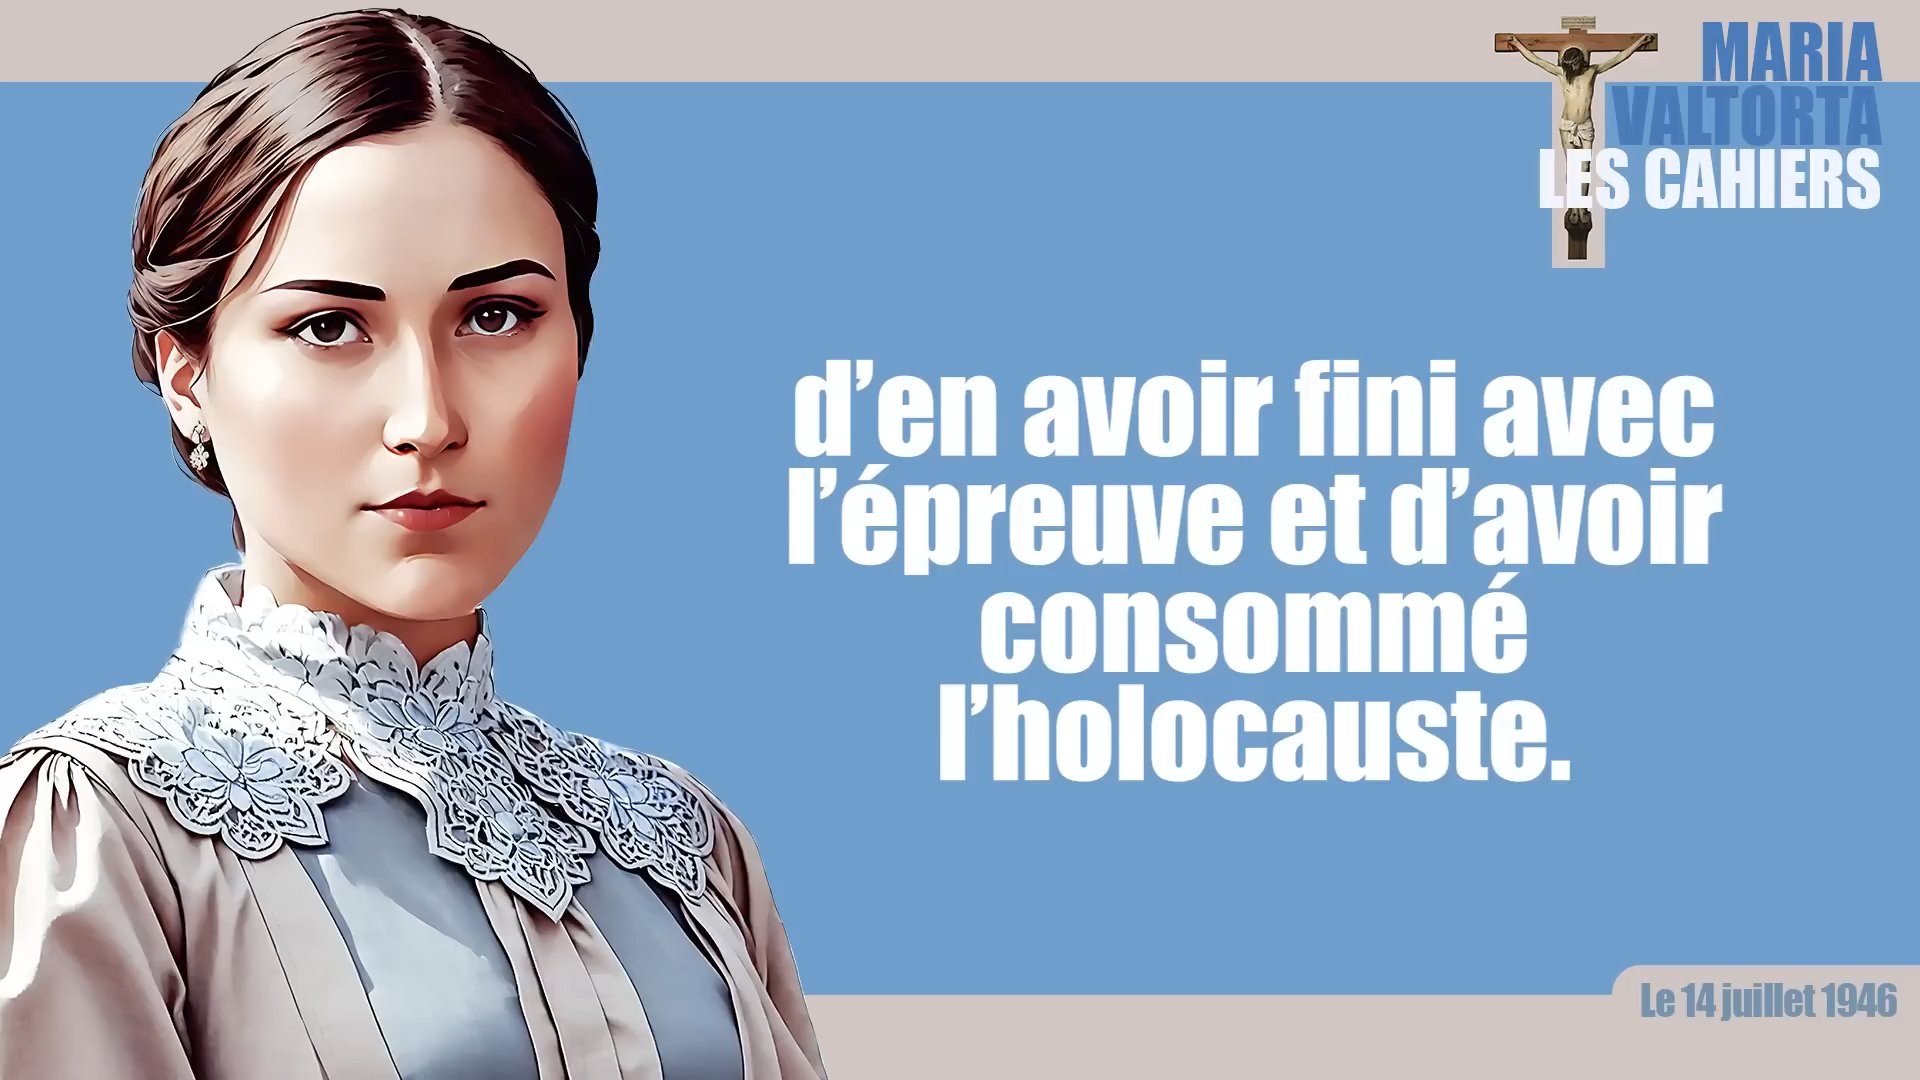 MARIA
VALTORTA
LES CAHIERS
d’en avoir fini avec
l’épreuve et d’avoir
consommé
l’holocauste.
Le 14 juillet 1946